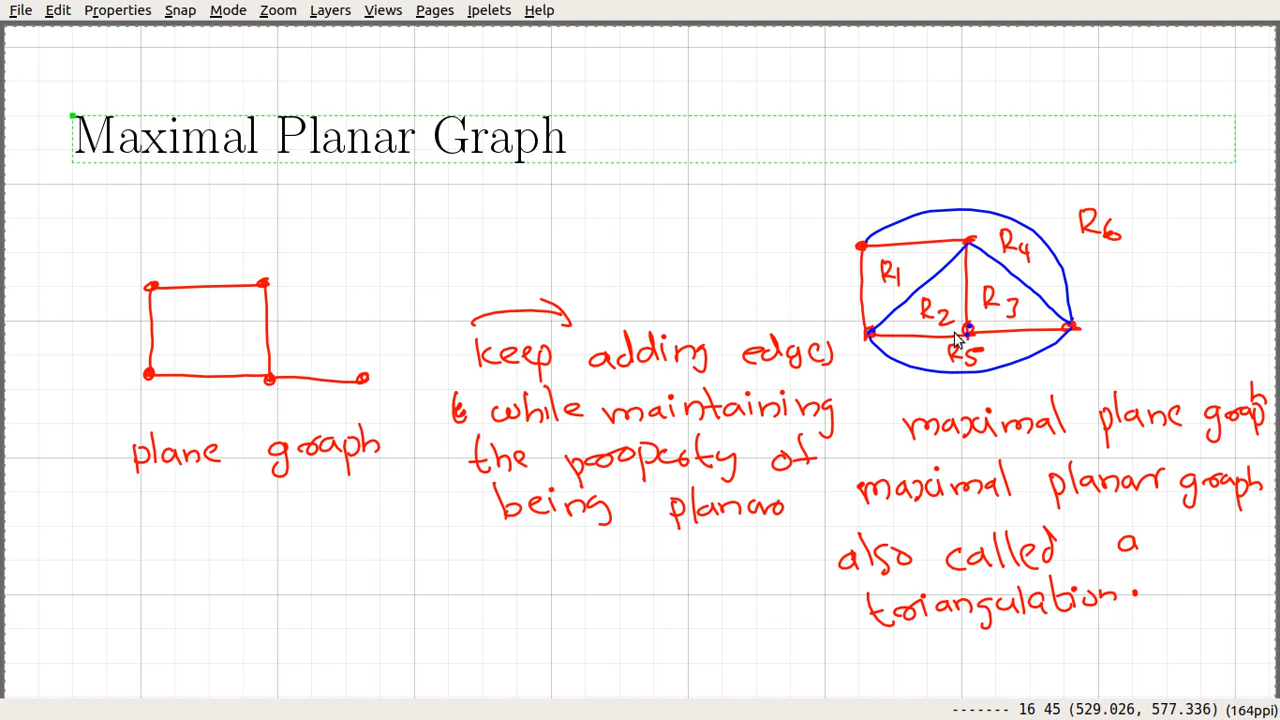 File Edit Properties Snap Mode Zoom Layers Views Pages Ipelets Help
Maximal Planar Graph
R6
R4
R1
R3
R2
R5
keep adding edges
while maintaining
the property of
being planar
plane graph
maximal plane graph
maximal planar graph
also called a
triangulation.
------- 16 45 (529.026, 577.336) (164ppi)